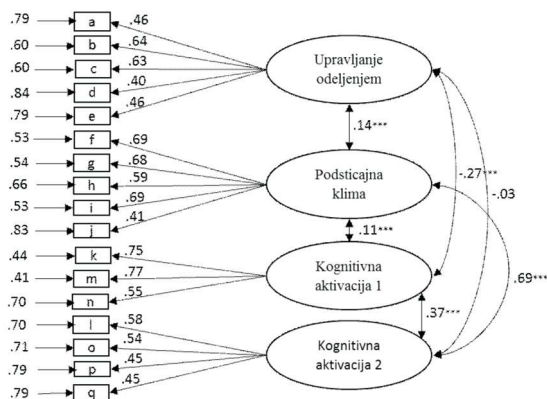 .79 a .46
.60 b .64
.60 c .63
.84 d .40
.79 e .46
.53 f .69
.54 g .68
.66 h .59
.53 i .69
.83 j .41
.44 k .75
.41 m .77
.70 n .55
.70 l .58
.71 o .54
.79 p .45
.79 q .45
Upravljanje
odeljenjem
.14***
Podsticajna
klima
.11***
Kognitivna
aktivacija 1
.37***
Kognitivna
aktivacija 2
-.27***
-.03
.69***